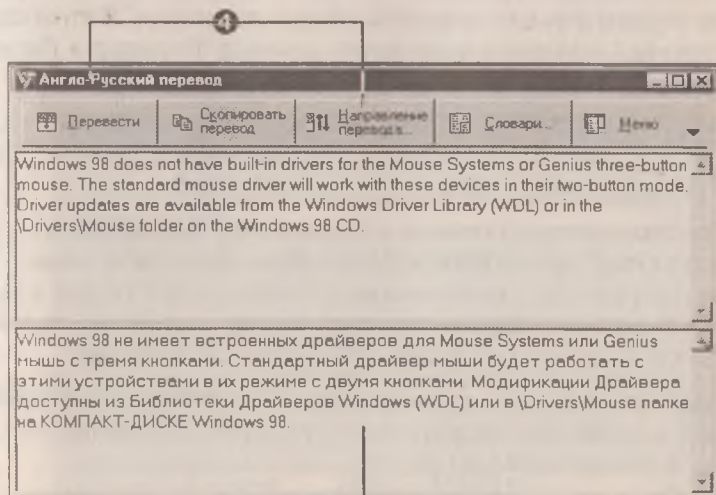 4
Англо-Русский перевод
Перевести
Скопировать перевод
Направление перевода...
Словари...
Меню
Windows 98 does not have built-in drivers for the Mouse Systems or Genius three-button
mouse. The standard mouse driver will work with these devices in their two-button mode.
Driver updates are available from the Windows Driver Library (WDL) or in the
\Drivers\Mouse folder on the Windows 98 CD.
Windows 98 не имеет встроенных драйверов для Mouse Systems или Genius
мышь с тремя кнопками. Стандартный драйвер мыши будет работать с
этими устройствами в их режиме с двумя кнопками. Модификации Драйвера
доступны из Библиотеки Драйверов Windows (WDL) или в \Drivers\Mouse папке
на КОМПАКТ-ДИСКЕ Windows 98.